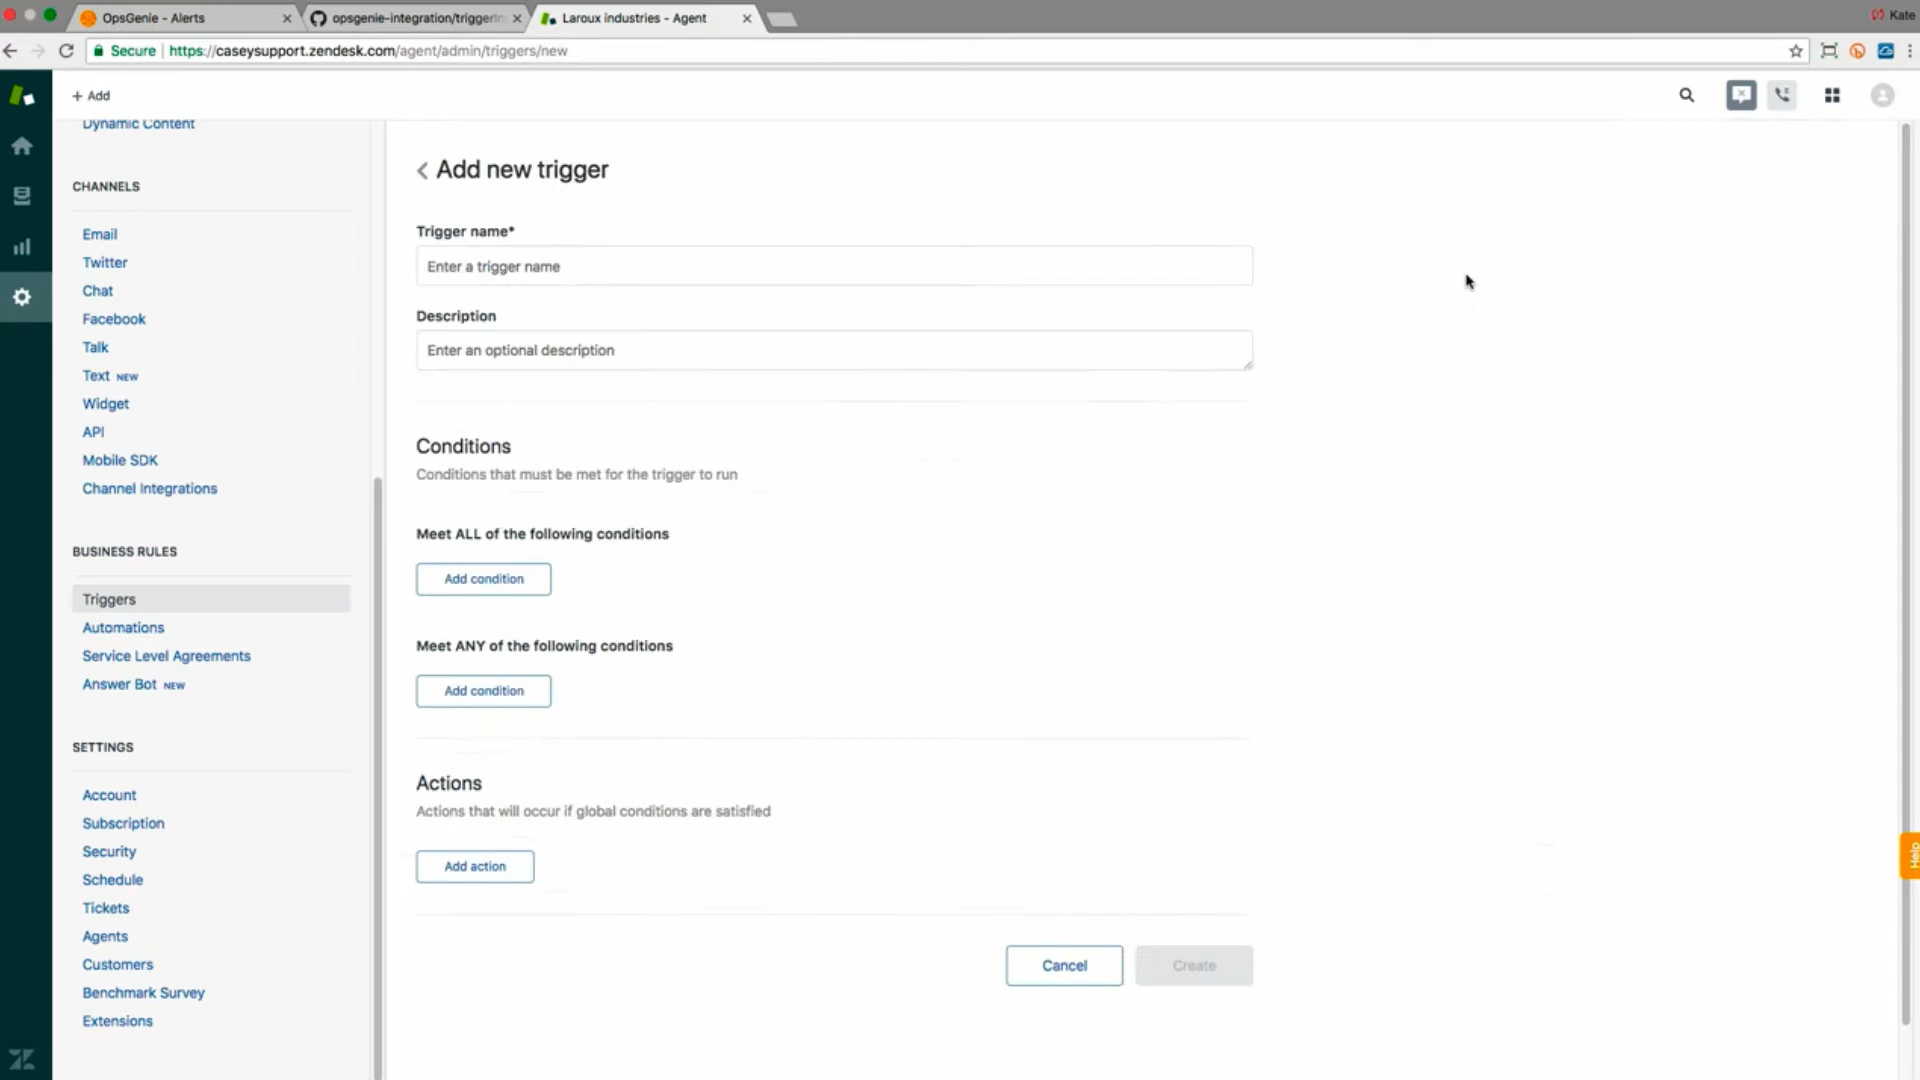 OpsGenie - Alerts
opsgenie-integration/triggerin
Laroux industries - Agent
Kate
Secure
https://caseysupport.zendesk.com/agent/admin/triggers/new
+ Add
Dynamic Content
CHANNELS
Email
Twitter
Chat
Facebook
Talk
Text NEW
Widget
API
Mobile SDK
Channel Integrations
BUSINESS RULES
Triggers
Automations
Service Level Agreements
Answer Bot NEW
SETTINGS
Account
Subscription
Security
Schedule
Tickets
Agents
Customers
Benchmark Survey
Extensions
Add new trigger
Trigger name*
Enter a trigger name
Description
Enter an optional description
Conditions
Conditions that must be met for the trigger to run
Meet ALL of the following conditions
Add condition
Meet ANY of the following conditions
Add condition
Actions
Actions that will occur if global conditions are satisfied
Add action
Cancel
Create
Help